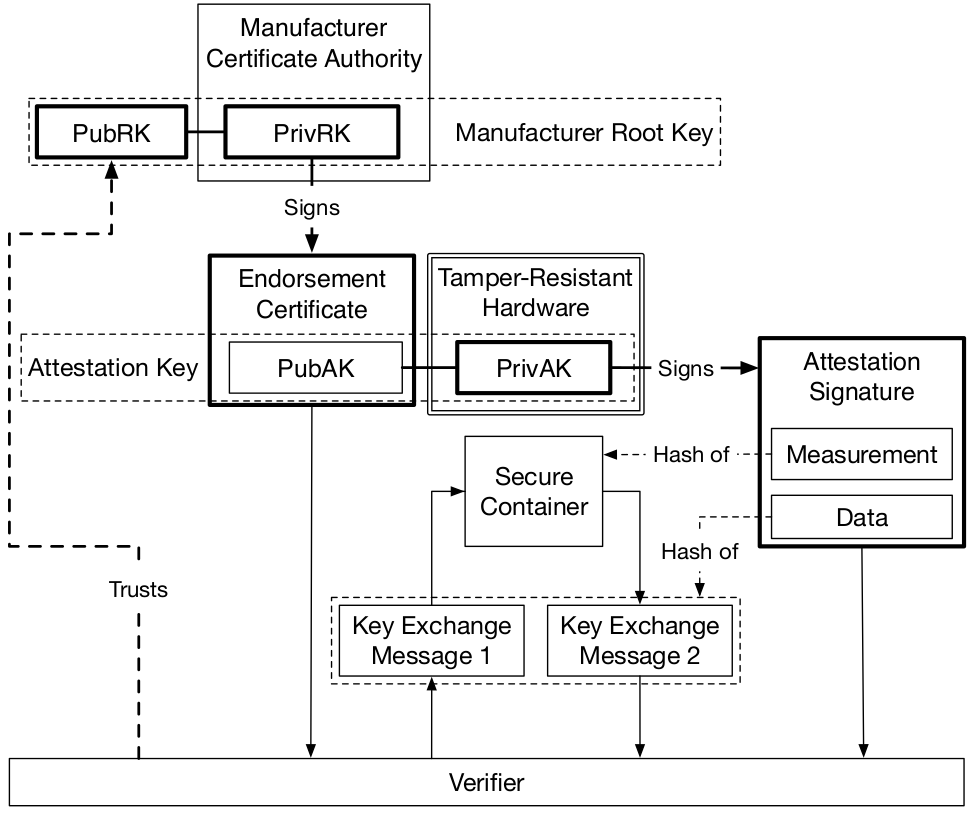 Manufacturer
Certificate Authority
PubRK
PrivRK
Manufacturer Root Key
Signs
Endorsement
Certificate
Tamper-Resistant
Hardware
Attestation Key
PubAK
PrivAK
Signs
Attestation
Signature
Measurement
Data
Hash of
Secure
Container
Hash of
Trusts
Key Exchange
Message 1
Key Exchange
Message 2
Verifier